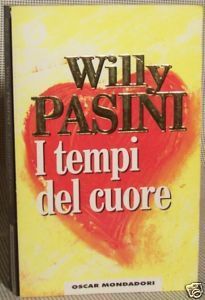 Willy
PASINI
I tempi
del cuore
OSCAR MONDADORI